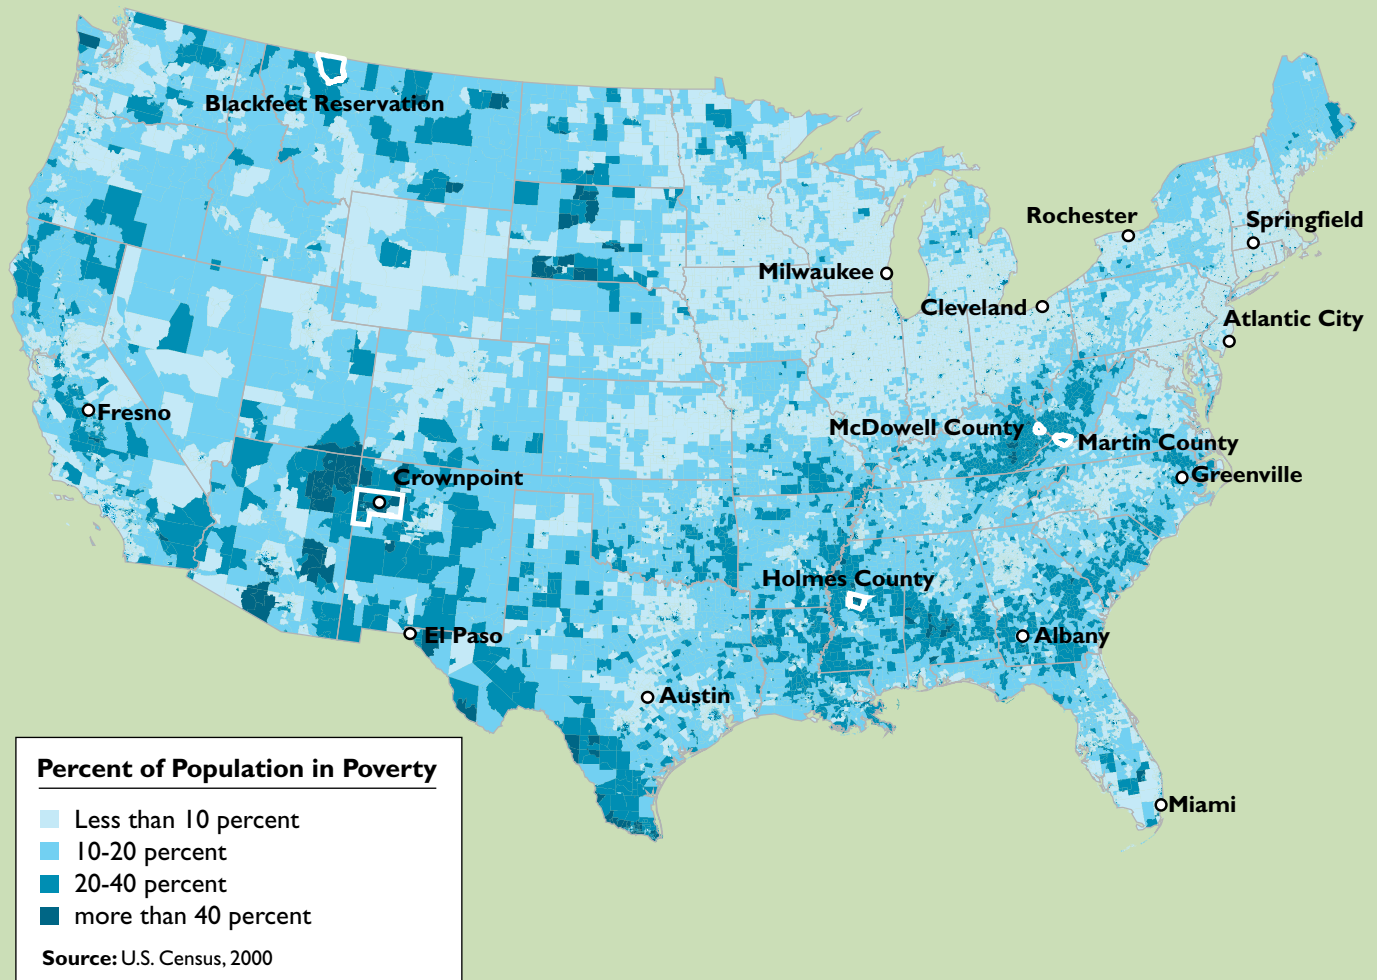 Blackfeet Reservation
Rochester
Springfield
Milwaukee
Cleveland
Atlantic City
Fresno
McDowell County
Martin County
Crownpoint
Greenville
Holmes County
El Paso
Albany
Austin
Miami
Percent of Population in Poverty
Less than 10 percent
10-20 percent
20-40 percent
more than 40 percent
Source: U.S. Census, 2000